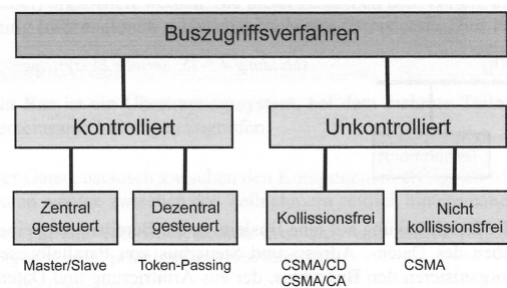 Buszugriffsverfahren
Kontrolliert
Unkontrolliert
Zentral
gesteuert
Dezentral
gesteuert
Kollissionsfrei
Nicht
kollissionsfrei
Master/Slave
Token-Passing
CSMA/CD
CSMA/CA
CSMA